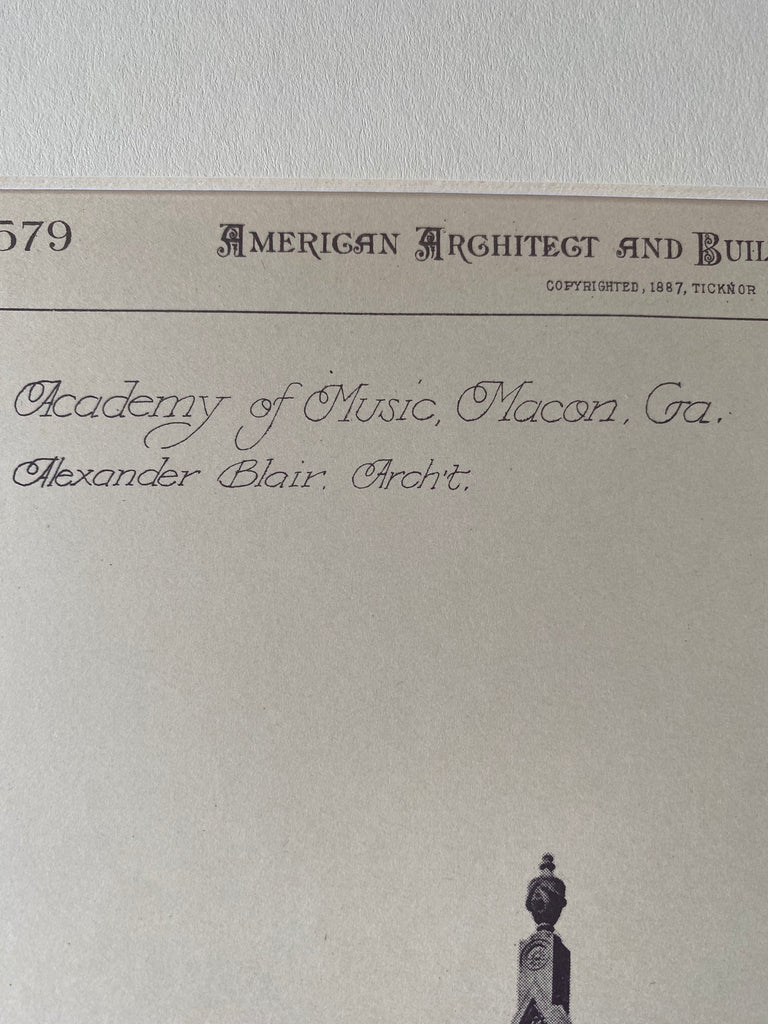 579 AMERICAN ARCHITECT AND BUIL
COPYRIGHTED, 1887, TICKNOR
Academy of Music, Macon, Ga.
Alexander Blair. Arch't.